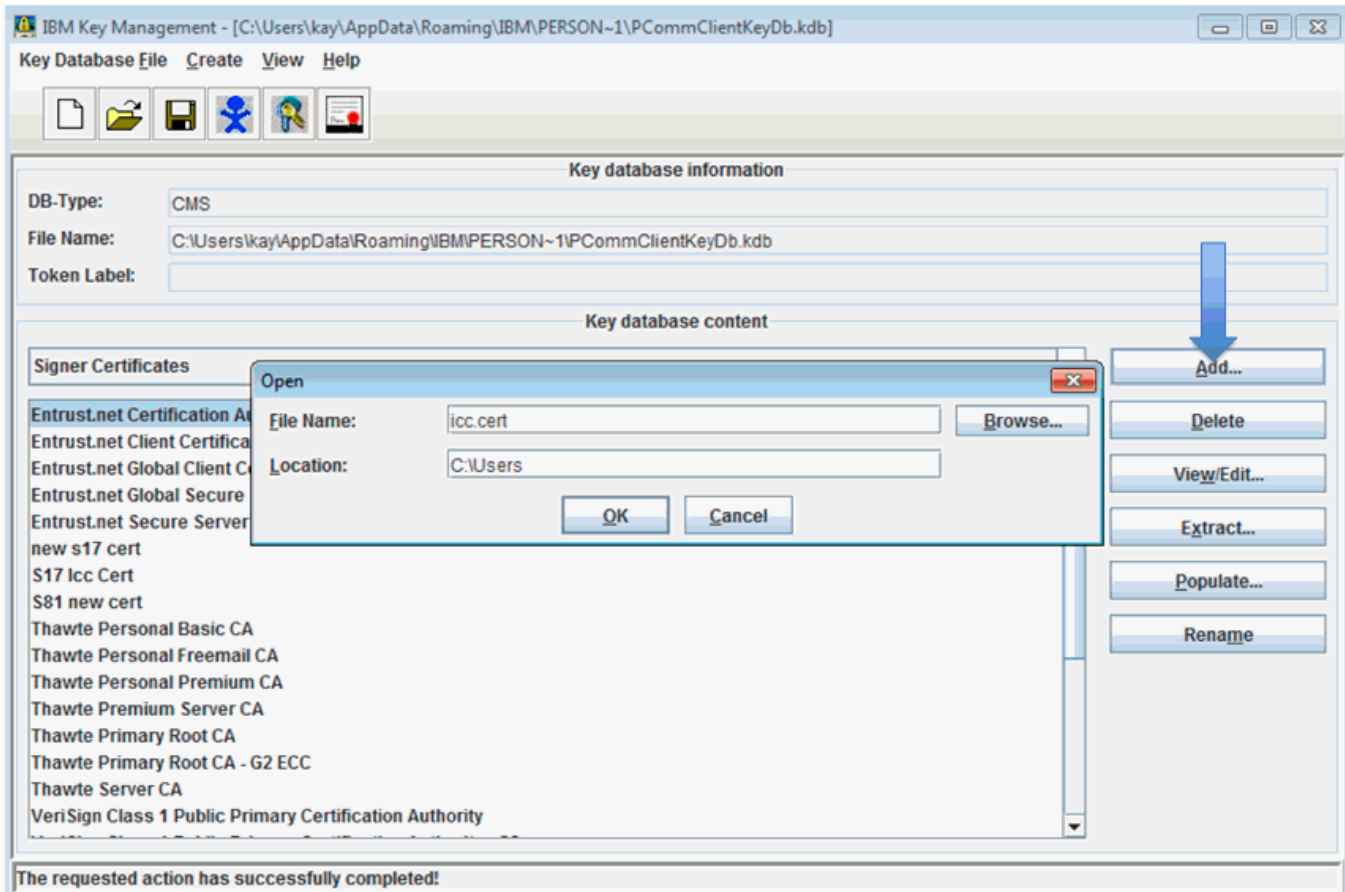 IBM Key Management - [C:\Users\kay\AppData\Roaming\IBM\PERSON~1\PCommClientKeyDb.kdb]
Key Database File Create View Help
Key database information
DB-Type: CMS
File Name: C:\Users\kay\AppData\Roaming\IBM\PERSON~1\PCommClientKeyDb.kdb
Token Label:
Key database content
Signer Certificates
Add...
Delete
View/Edit...
Extract...
Populate...
Rename
Open
File Name: icc.cert Browse...
Location: C:\Users
OK Cancel
Entrust.net Certification Au
Entrust.net Client Certifica
Entrust.net Global Client C
Entrust.net Global Secure
Entrust.net Secure Server
new s17 cert
S17 Icc Cert
S81 new cert
Thawte Personal Basic CA
Thawte Personal Freemail CA
Thawte Personal Premium CA
Thawte Premium Server CA
Thawte Primary Root CA
Thawte Primary Root CA - G2 ECC
Thawte Server CA
VeriSign Class 1 Public Primary Certification Authority
The requested action has successfully completed!